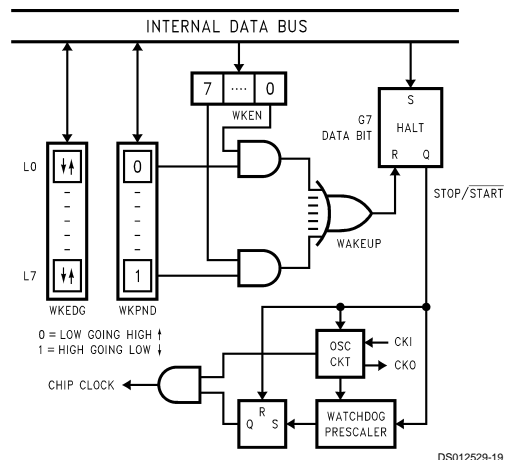 INTERNAL DATA BUS
7 ···· 0
WKEN
S
G7
DATA BIT
HALT
R Q
STOP/START
L0
0
L7
1
WKEDG
WKPND
WAKEUP
0 = LOW GOING HIGH ↑
1 = HIGH GOING LOW ↓
OSC
CKT
CKI
CKO
CHIP CLOCK
R
Q S
WATCHDOG
PRESCALER
DS012529-19